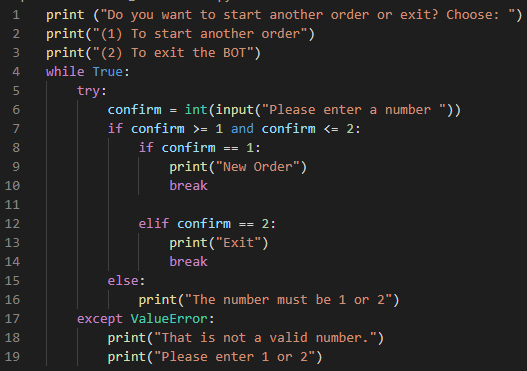 1 print ("Do you want to start another order or exit? Choose: ")
2 print("(1) To start another order")
3 print("(2) To exit the BOT")
4 while True:
5     try:
6         confirm = int(input("Please enter a number "))
7         if confirm >= 1 and confirm <= 2:
8             if confirm == 1:
9                 print("New Order")
10                 break
11
12             elif confirm == 2:
13                 print("Exit")
14                 break
15         else:
16             print("The number must be 1 or 2")
17     except ValueError:
18         print("That is not a valid number.")
19         print("Please enter 1 or 2")